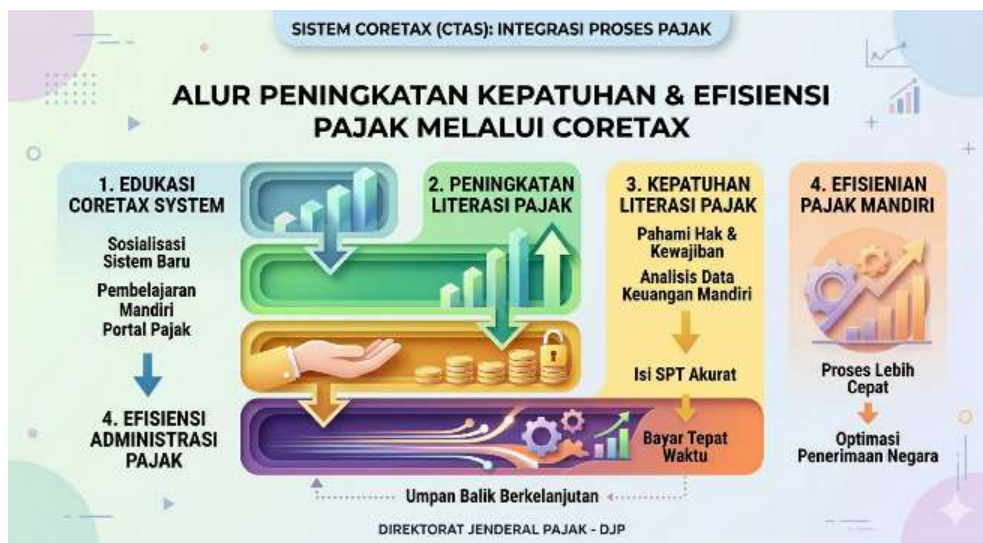 SISTEM CORETAX (CTAS): INTEGRASI PROSES PAJAK
ALUR PENINGKATAN KEPATUHAN & EFISIENSI
PAJAK MELALUI CORETAX
1. EDUKASI
CORETAX SYSTEM
Sosialisasi
Sistem Baru
Pembelajaran
Mandiri
Portal Pajak
4. EFISIENSI
ADMINISTRASI
PAJAK
2. PENINGKATAN
LITERASI PAJAK
3. KEPATUHAN
LITERASI PAJAK
Pahami Hak &
Kewajiban
Analisis Data
Keuangan Mandiri
Isi SPT Akurat
Bayar Tepat
Waktu
4. EFISIENIAN
PAJAK MANDIRI
Proses Lebih
Cepat
Optimasi
Penerimaan Negara
Umpan Balik Berkelanjutan
DIREKTORAT JENDERAL PAJAK - DJP